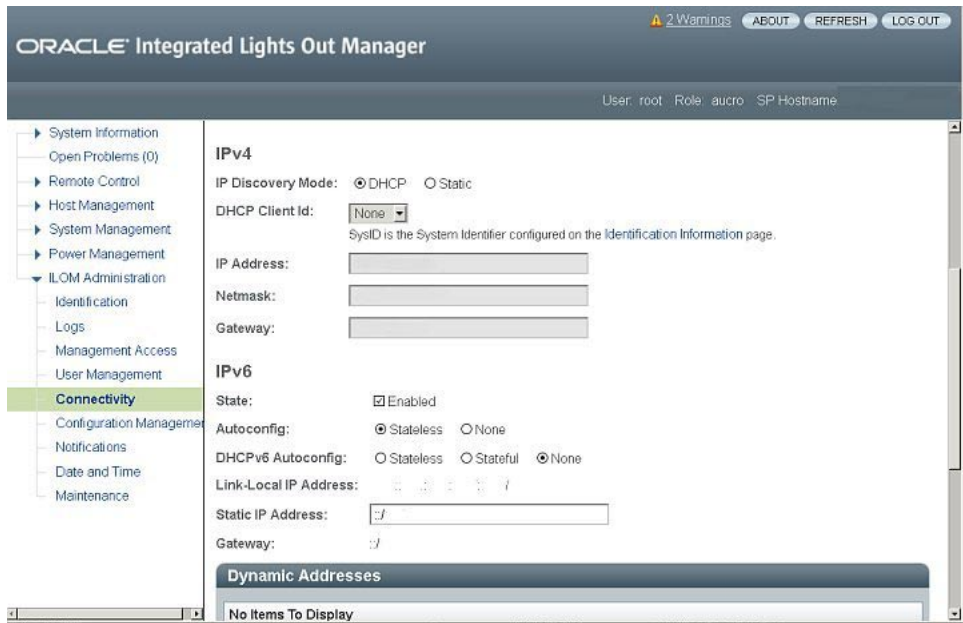 2 Warnings ABOUT REFRESH LOG OUT
ORACLE Integrated Lights Out Manager
User: root Role: aucro SP Hostname
System Information
Open Problems (0)
Remote Control
Host Management
System Management
Power Management
ILOM Administration
Identification
Logs
Management Access
User Management
Connectivity
Configuration Managemer
Notifications
Date and Time
Maintenance
IPv4
IP Discovery Mode: DHCP Static
DHCP Client Id: None
SysID is the System Identifier configured on the Identification Information page.
IP Address:
Netmask:
Gateway:
IPv6
State: Enabled
Autoconfig: Stateless None
DHCPv6 Autoconfig: Stateless Stateful None
Link-Local IP Address:
Static IP Address: ::/
Gateway: ::/
Dynamic Addresses
No Items To Display